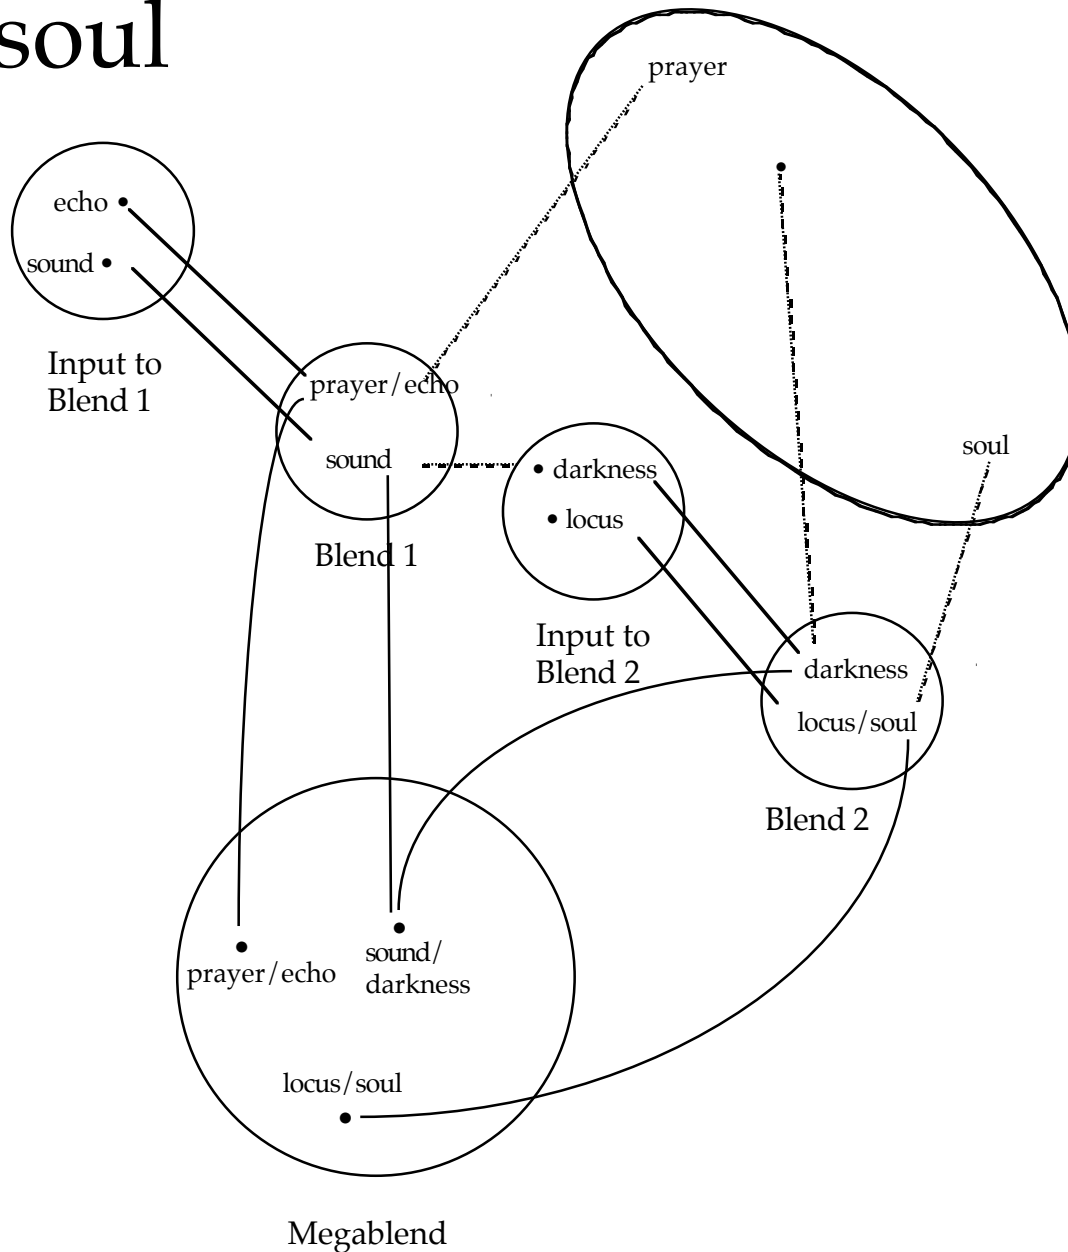 soul
prayer
echo
sound
Input to
Blend 1
prayer/echo
sound
Blend 1
soul
darkness
locus
Input to
Blend 2
darkness
locus/soul
Blend 2
sound/
darkness
prayer/echo
locus/soul
Megablend